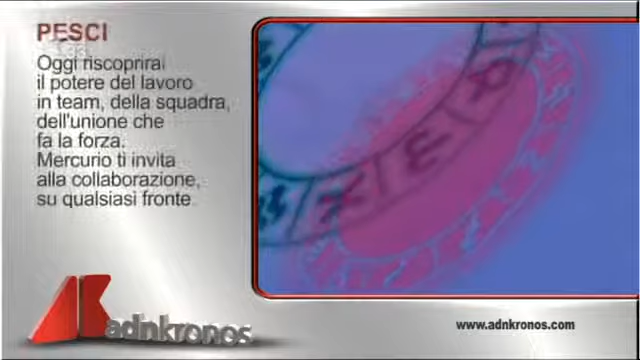 PESCI
Oggi riscoprirai
il potere del lavoro
in team, della squadra,
dell'unione che
fa la forza.
Mercurio ti invita
alla collaborazione,
su qualsiasi fronte
adnkronos
www.adnkronos.com